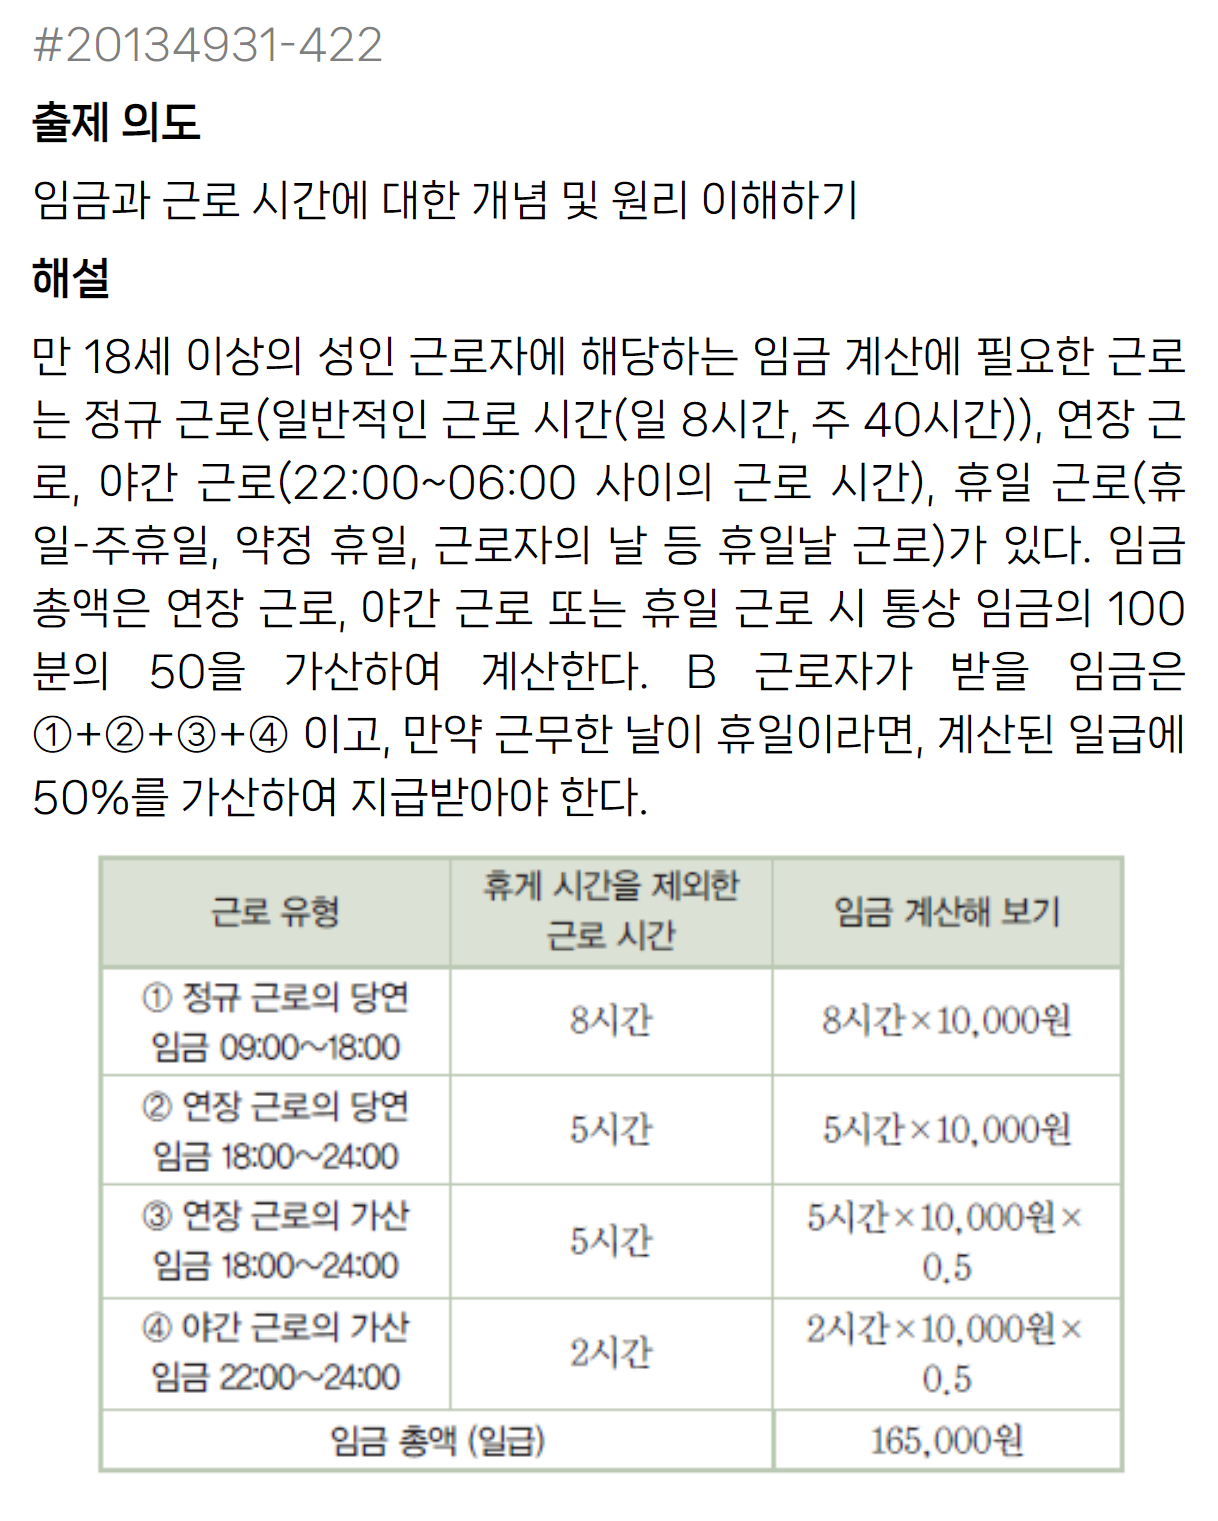 #20134931-422
출제 의도
임금과 근로 시간에 대한 개념 및 원리 이해하기
해설
만 18세 이상의 성인 근로자에 해당하는 임금 계산에 필요한 근로
는 정규 근로(일반적인 근로 시간(일 8시간, 주 40시간)), 연장 근
로, 야간 근로(22:00~06:00 사이의 근로 시간), 휴일 근로(휴
일-주휴일, 약정 휴일, 근로자의 날 등 휴일날 근로)가 있다. 임금
총액은 연장 근로, 야간 근로 또는 휴일 근로 시 통상 임금의 100
분의 50을 가산하여 계산한다. B 근로자가 받을 임금은
①+②+③+④ 이고, 만약 근무한 날이 휴일이라면, 계산된 일급에
50%를 가산하여 지급받아야 한다.
근로 유형
휴게 시간을 제외한
근로 시간
임금 계산해 보기
① 정규 근로의 당연
임금 09:00~18:00
8시간
8시간×10,000원
② 연장 근로의 당연
임금 18:00~24:00
5시간
5시간×10,000원
③ 연장 근로의 가산
임금 18:00~24:00
5시간
5시간×10,000원×
0.5
④ 야간 근로의 가산
임금 22:00~24:00
2시간
2시간×10,000원×
0.5
임금 총액 (일급)
165,000원